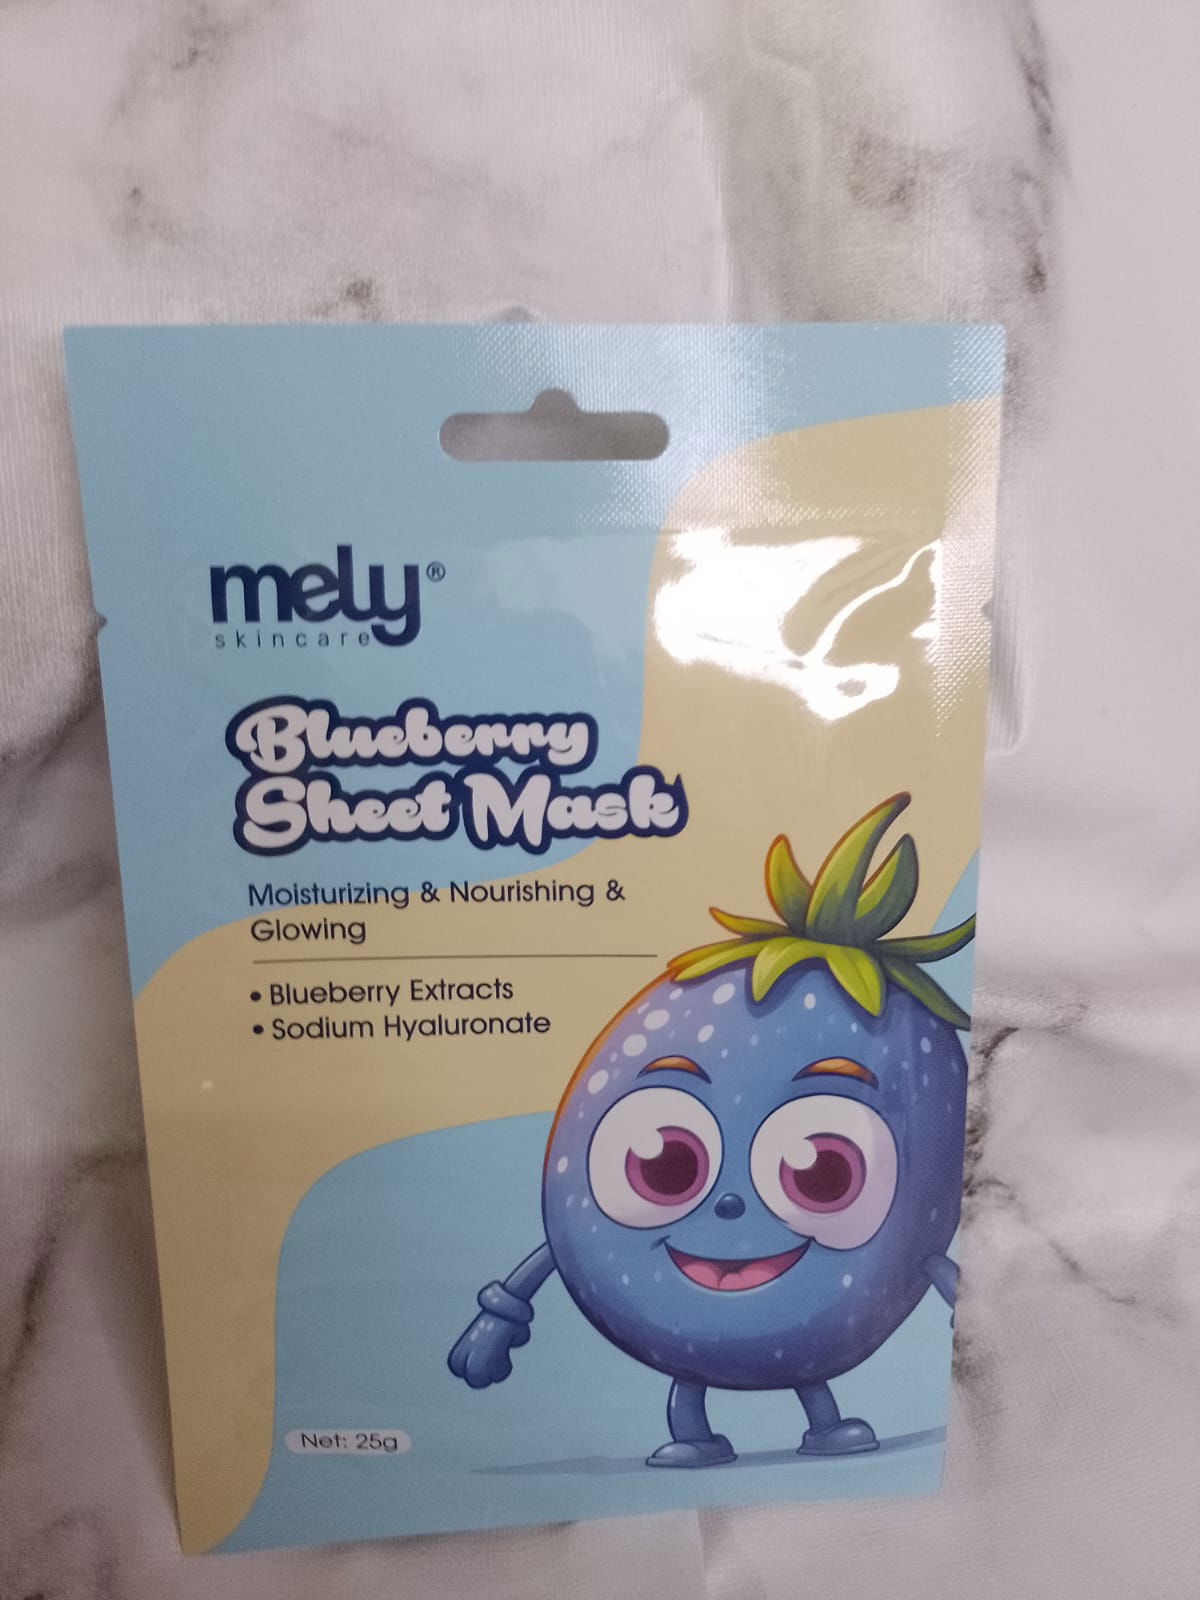 mely®
skincare
Blueberry
Sheet Mask
Moisturizing & Nourishing &
Glowing
• Blueberry Extracts
• Sodium Hyaluronate
Net: 25g